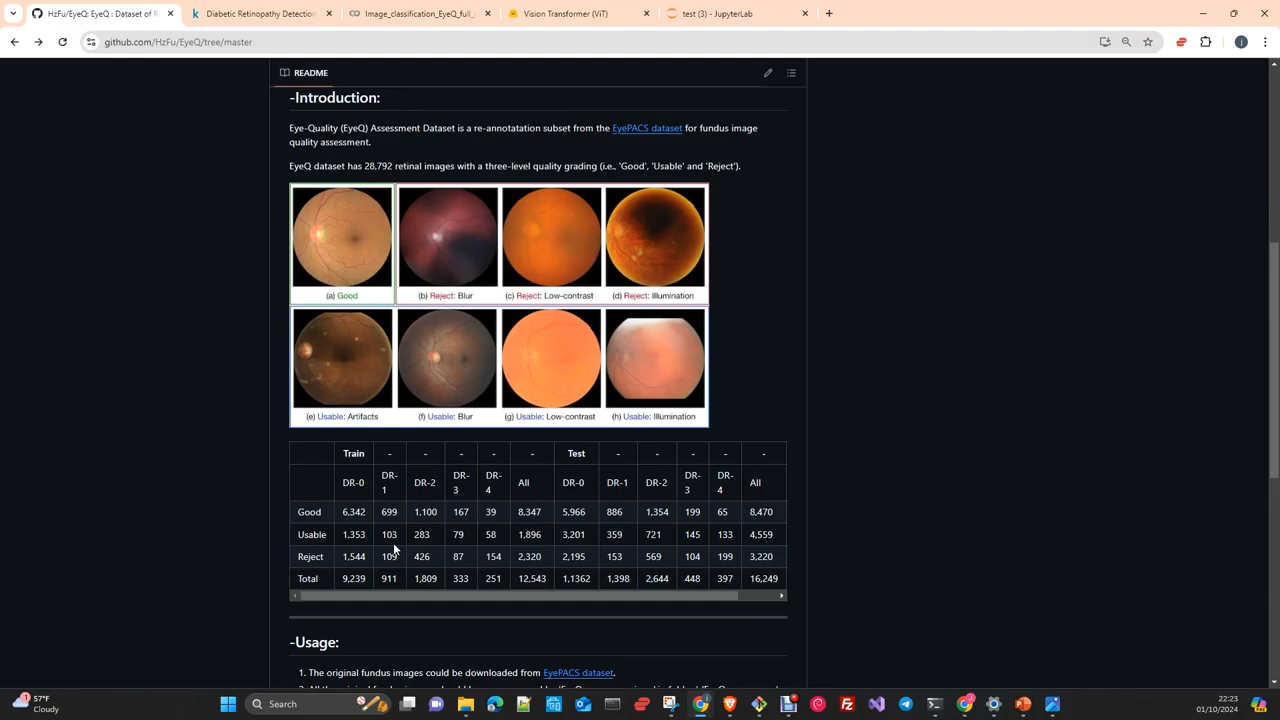 HzFu/EyeQ: EyeQ : Dataset of R
Diabetic Retinopathy Detection
Image_classification_EyeQ_full_
Vision Transformer (ViT)
test (3) - JupyterLab
github.com/HzFu/EyeQ/tree/master
README
-Introduction:
Eye-Quality (EyeQ) Assessment Dataset is a re-annotatation subset from the EyePACS dataset for fundus image
quality assessment.
EyeQ dataset has 28,792 retinal images with a three-level quality grading (i.e., 'Good', 'Usable' and 'Reject').
(a) Good (b) Reject: Blur (c) Reject: Low-contrast (d) Reject: Illumination
(e) Usable: Artifacts (f) Usable: Blur (g) Usable: Low-contrast (h) Usable: Illumination
Train - - - - - Test - - - - -
DR-0 DR-1 DR-2 DR-3 DR-4 All DR-0 DR-1 DR-2 DR-3 DR-4 All
Good 6,342 699 1,100 167 39 8,347 5,966 886 1,354 199 65 8,470
Usable 1,353 103 283 79 58 1,896 3,201 359 721 145 133 4,559
Reject 1,544 109 426 87 154 2,320 2,195 153 569 104 199 3,220
Total 9,239 911 1,809 333 251 12,543 1,1362 1,398 2,644 448 397 16,249
-Usage:
1. The original fundus images could be downloaded from EyePACS dataset.
57°F
Cloudy
Search
22:23
01/10/2024